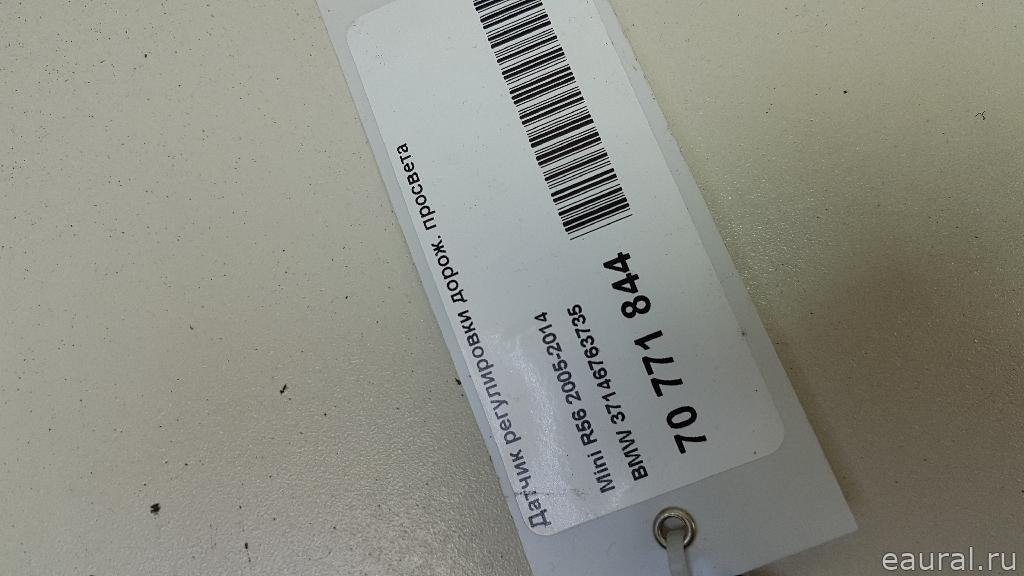 Датчик регулировки дорож. просвета
Mini R56 2005-2014
BMW 37146763735
70 771 844
eaural.ru